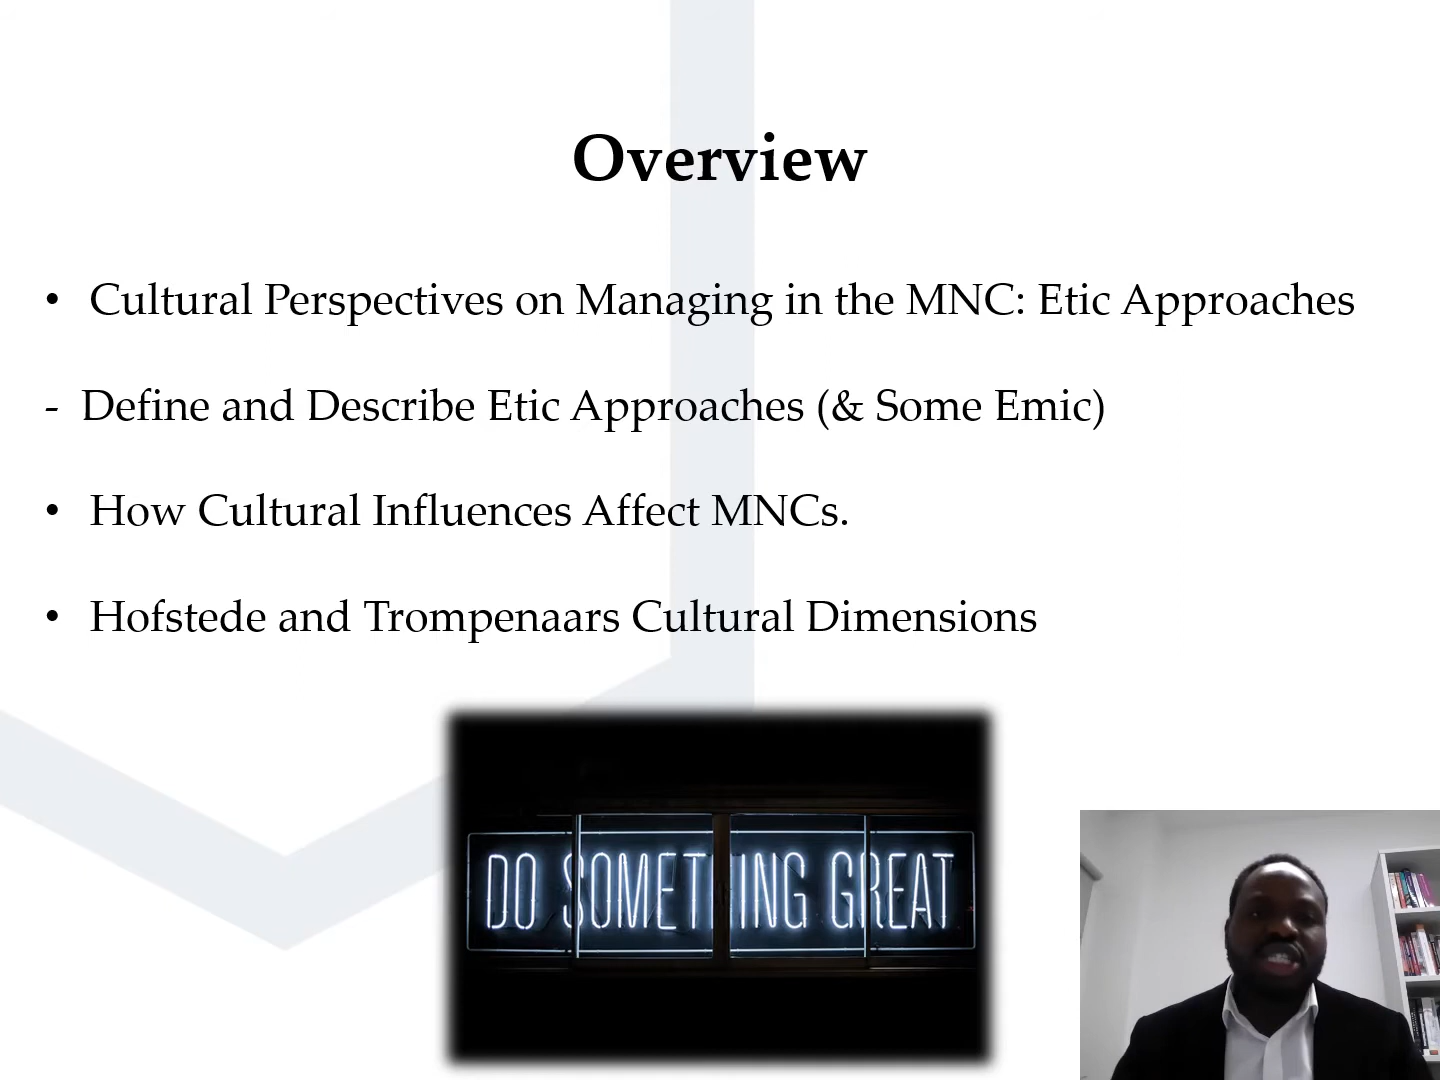 Overview
• Cultural Perspectives on Managing in the MNC: Etic Approaches
- Define and Describe Etic Approaches (& Some Emic)
• How Cultural Influences Affect MNCs.
• Hofstede and Trompenaars Cultural Dimensions
DO SOMETHING GREAT